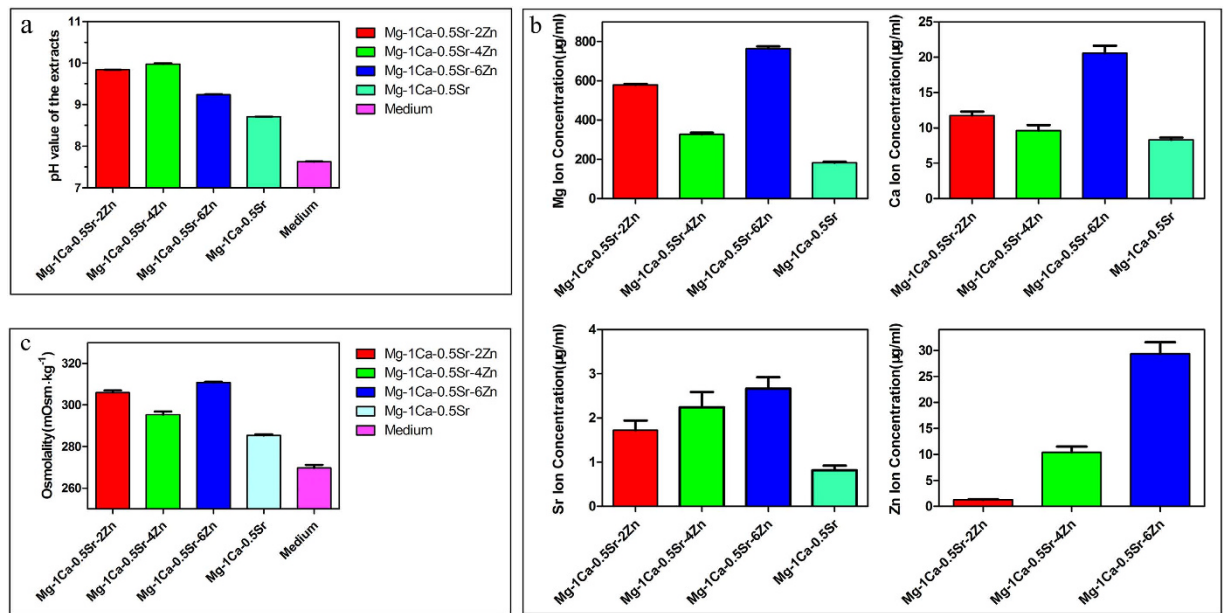 a
pH value of the extracts
11
10
9
8
7
Mg-1Ca-0.5Sr-2Zn
Mg-1Ca-0.5Sr-4Zn
Mg-1Ca-0.5Sr-6Zn
Mg-1Ca-0.5Sr
Medium
Mg-1Ca-0.5Sr-2Zn
Mg-1Ca-0.5Sr-4Zn
Mg-1Ca-0.5Sr-6Zn
Mg-1Ca-0.5Sr
Medium
b
Mg Ion Concentration(μg/ml)
800
600
400
200
0
Mg-1Ca-0.5Sr-2Zn
Mg-1Ca-0.5Sr-4Zn
Mg-1Ca-0.5Sr-6Zn
Mg-1Ca-0.5Sr
Ca Ion Concentration(μg/ml)
25
20
15
10
5
0
Mg-1Ca-0.5Sr-2Zn
Mg-1Ca-0.5Sr-4Zn
Mg-1Ca-0.5Sr-6Zn
Mg-1Ca-0.5Sr
Sr Ion Concentration(μg/ml)
4
3
2
1
0
Mg-1Ca-0.5Sr-2Zn
Mg-1Ca-0.5Sr-4Zn
Mg-1Ca-0.5Sr-6Zn
Mg-1Ca-0.5Sr
Zn Ion Concentration(μg/ml)
30
25
20
15
10
5
0
Mg-1Ca-0.5Sr-2Zn
Mg-1Ca-0.5Sr-4Zn
Mg-1Ca-0.5Sr-6Zn
c
Osmolality(mOsm·kg⁻¹)
320
300
280
260
Mg-1Ca-0.5Sr-2Zn
Mg-1Ca-0.5Sr-4Zn
Mg-1Ca-0.5Sr-6Zn
Mg-1Ca-0.5Sr
Medium
Mg-1Ca-0.5Sr-2Zn
Mg-1Ca-0.5Sr-4Zn
Mg-1Ca-0.5Sr-6Zn
Mg-1Ca-0.5Sr
Medium